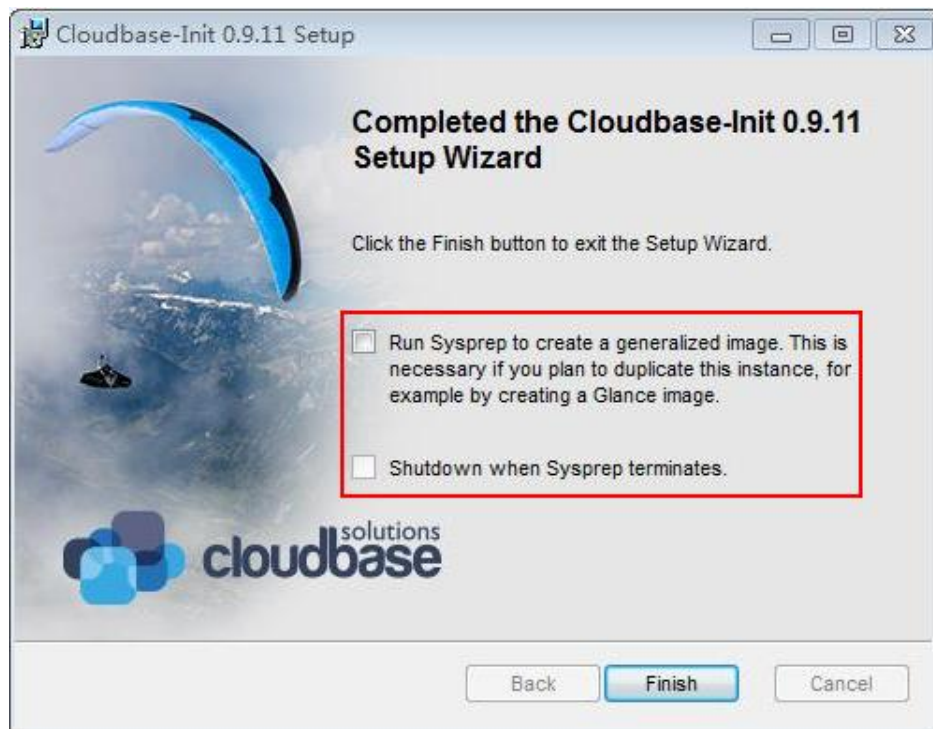 Cloudbase-Init 0.9.11 Setup
Completed the Cloudbase-Init 0.9.11
Setup Wizard
Click the Finish button to exit the Setup Wizard.
Run Sysprep to create a generalized image. This is
necessary if you plan to duplicate this instance, for
example by creating a Glance image.
Shutdown when Sysprep terminates.
solutions
cloudbase
Back Finish Cancel